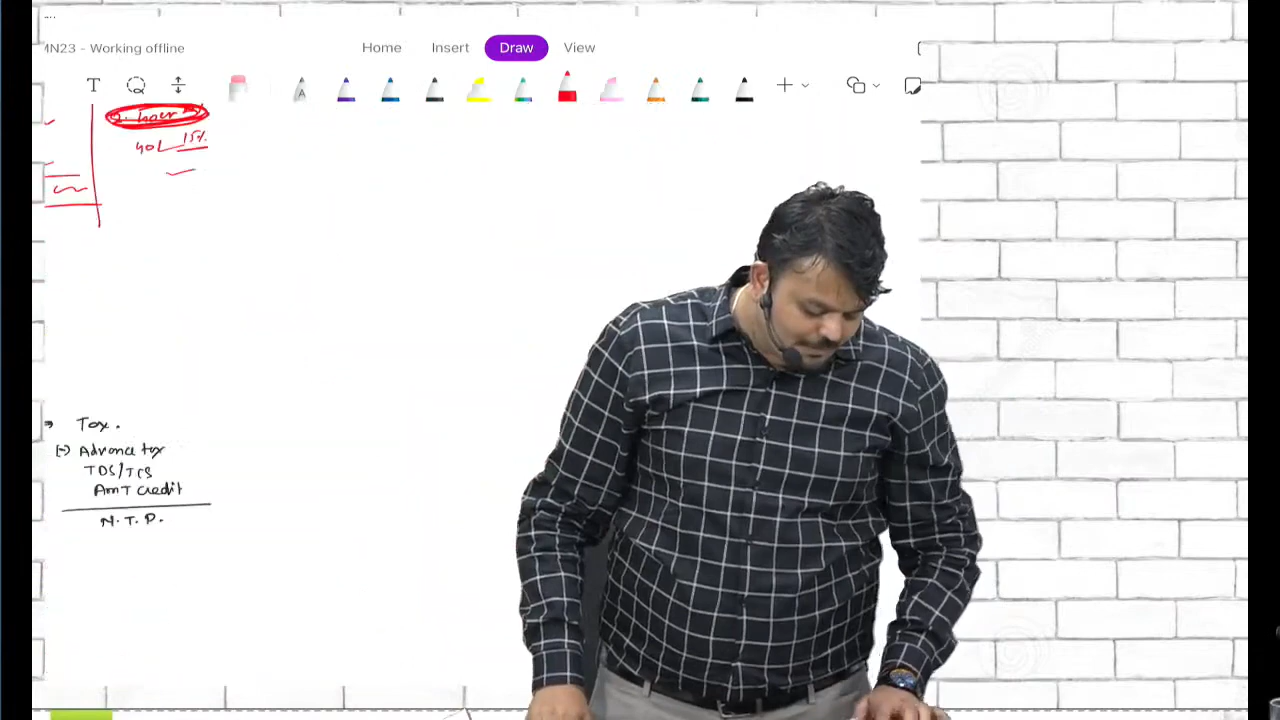 MN23 - Working offline
Home Insert Draw View
T
A
40L 15%
Tax.
(-) Advance tax
TDS/TCS
AMT credit
N.T.P.